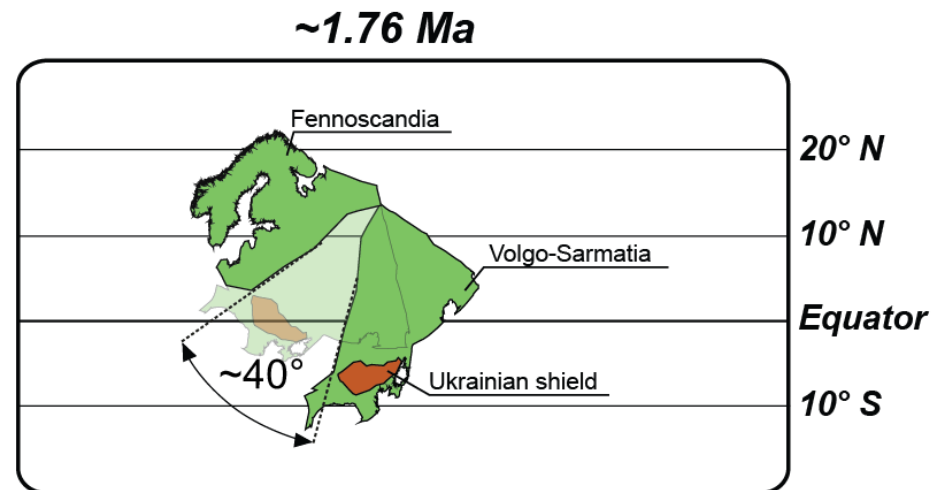 ~1.76 Ma
Fennoscandia
20° N
10° N
Volgo-Sarmatia
Equator
~40°
Ukrainian shield
10° S